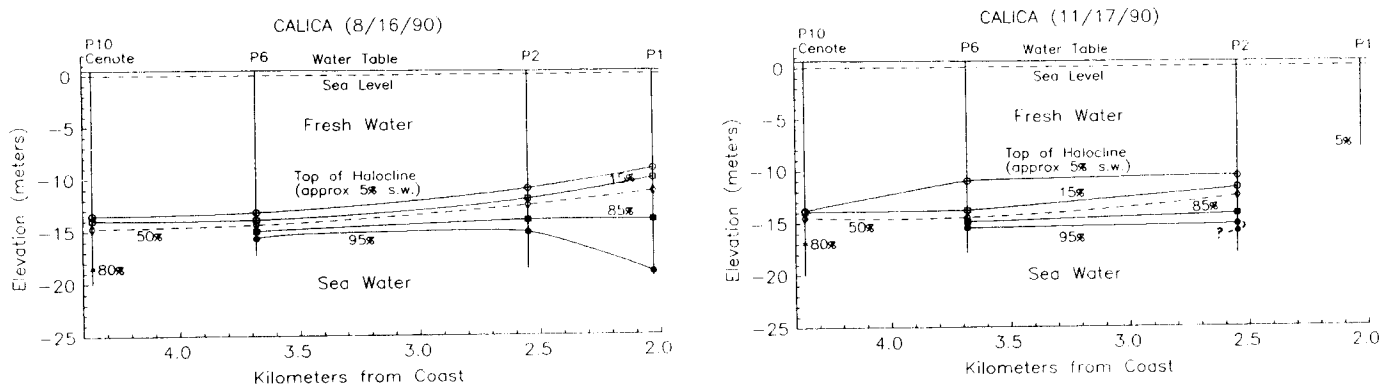 CALICA (8/16/90)
P10
Cenote
P6
Water Table
P2
P1
Sea Level
Fresh Water
Top of Halocline
(approx 5% s.w.)
15%
85%
50%
95%
80%
Sea Water
0
−5
−10
−15
−20
−25
Elevation (meters)
4.0
3.5
3.0
2.5
2.0
Kilometers from Coast
CALICA (11/17/90)
P10
Cenote
P6
Water Table
P2
P1
Sea Level
Fresh Water
5%
Top of Halocline
(approx 5% s.w.)
15%
85%
50%
95%
? ?
80%
Sea Water
0
−5
−10
−15
−20
−25
Elevation (meters)
4.0
3.5
3.0
2.5
2.0
Kilometers from Coast